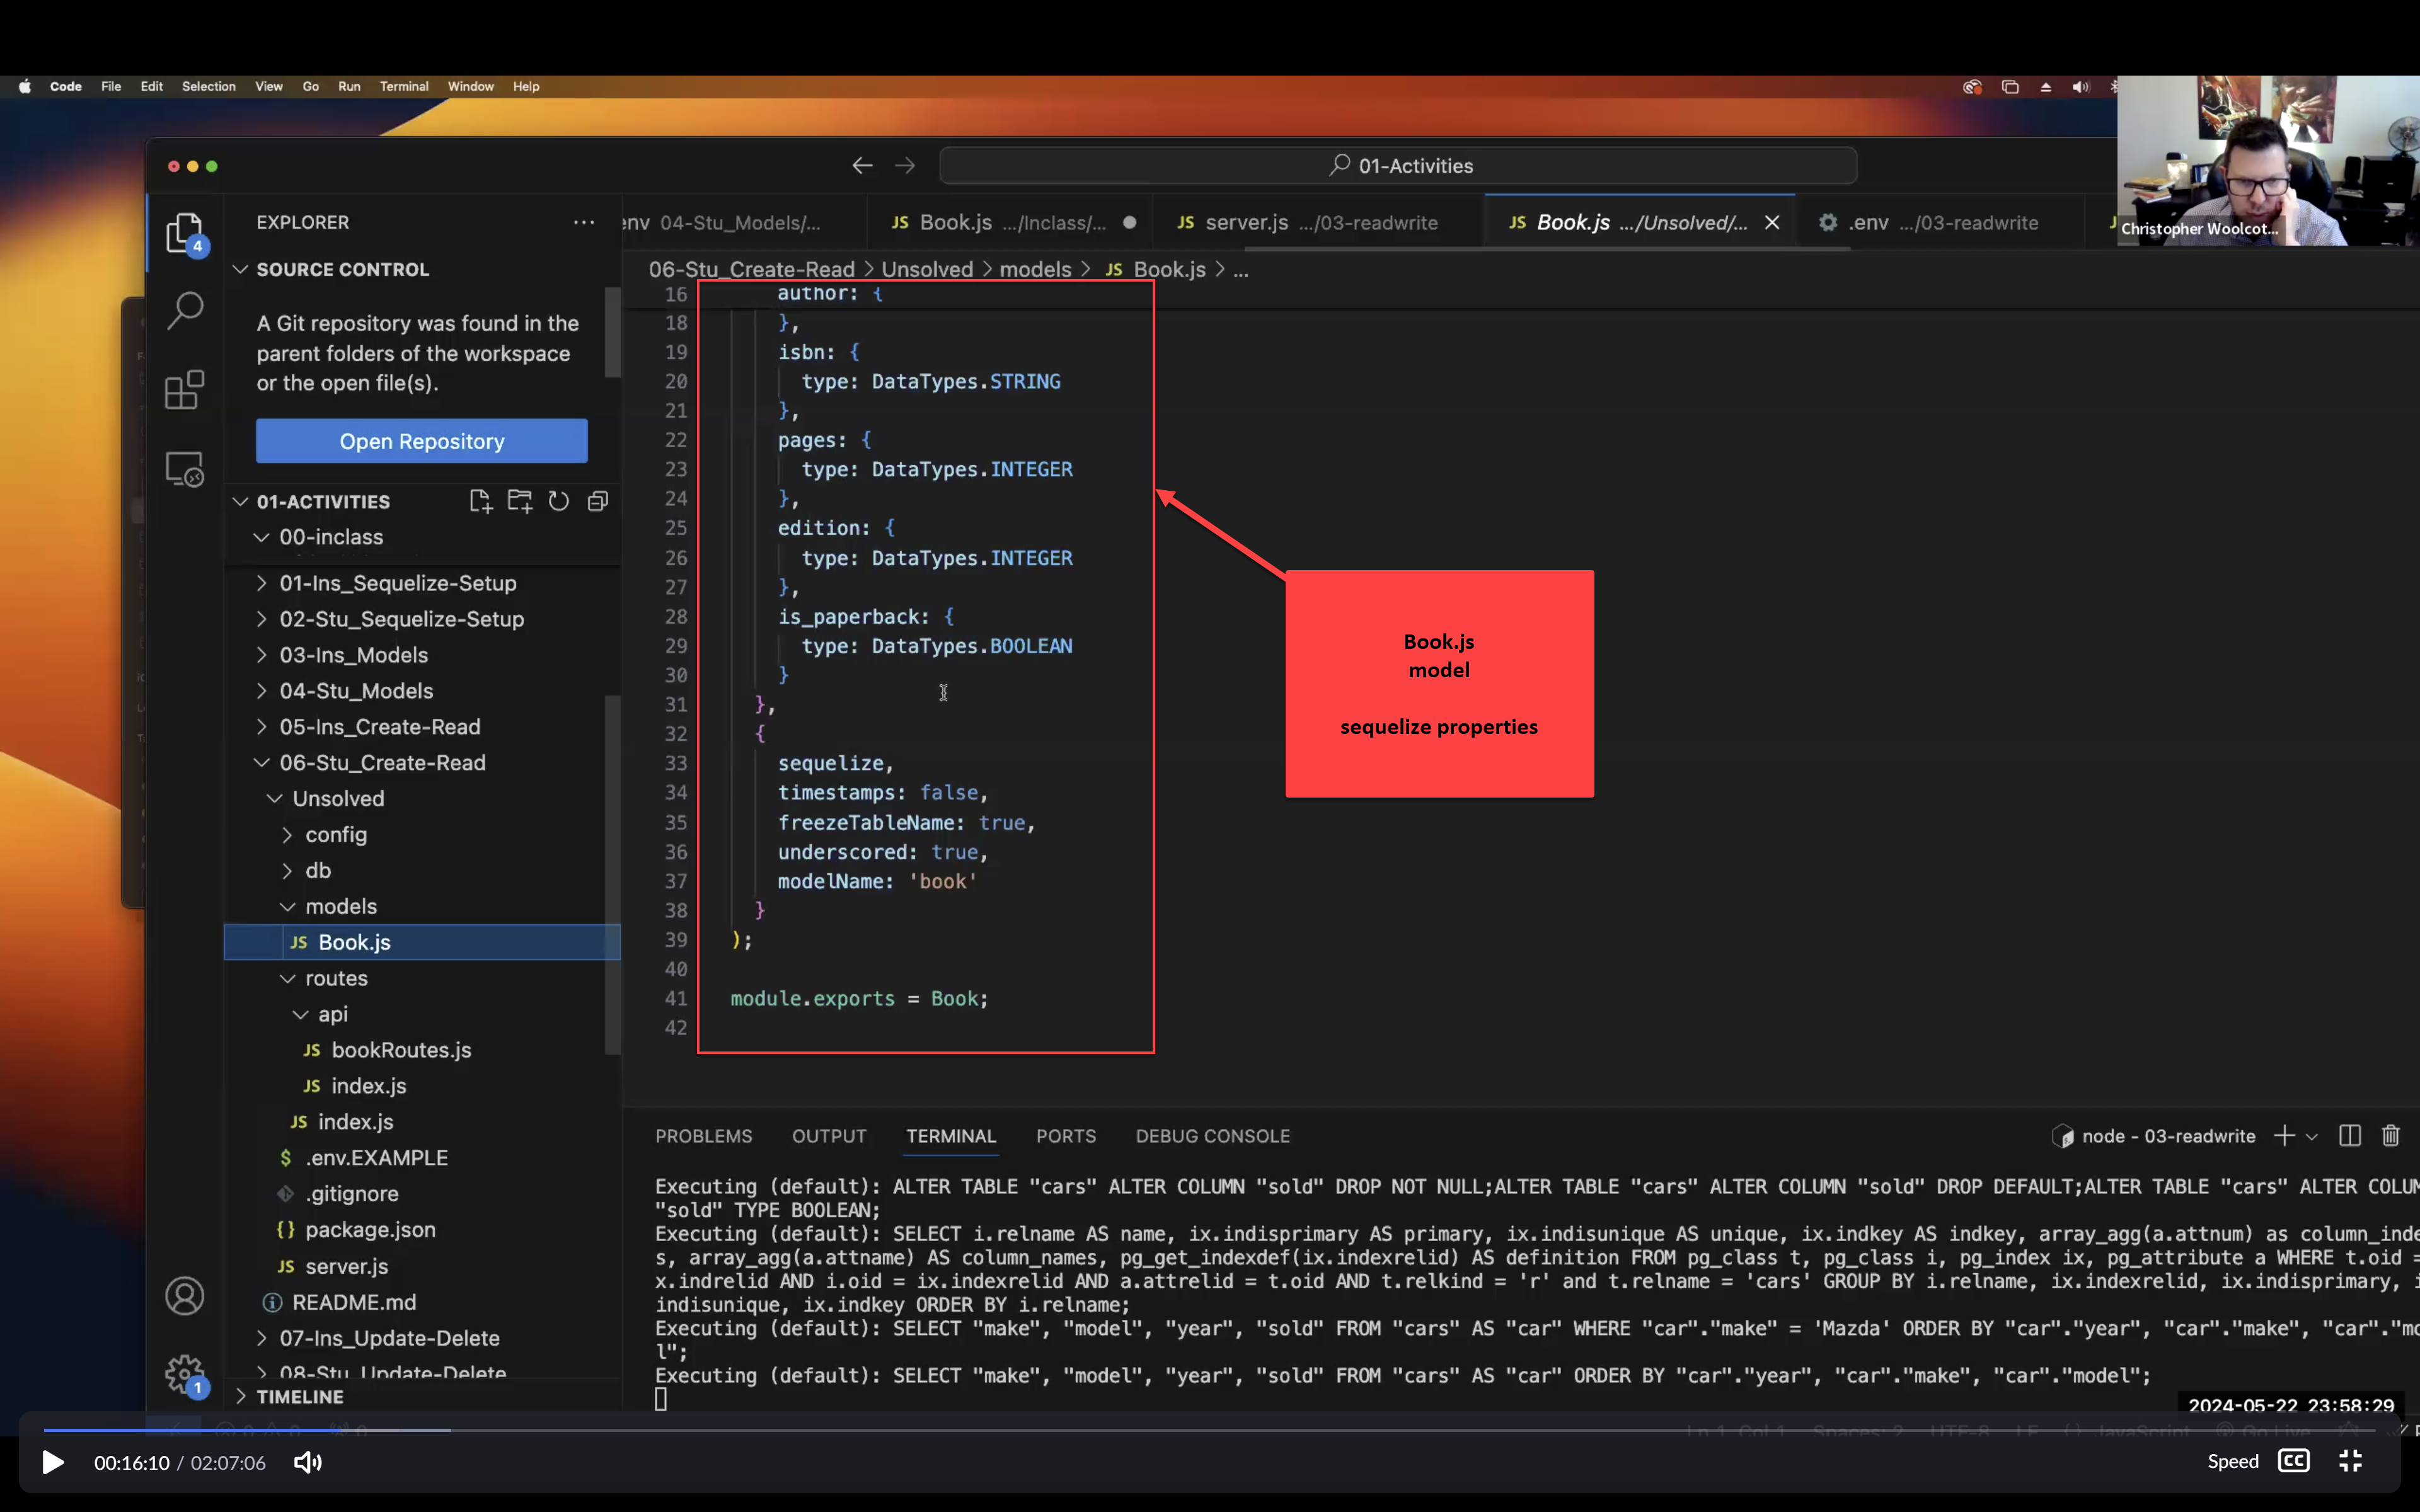 Code File Edit Selection View Go Run Terminal Window Help
01-Activities
Christopher Woolcot...
EXPLORER
SOURCE CONTROL
A Git repository was found in the
parent folders of the workspace
or the open file(s).
Open Repository
01-ACTIVITIES
00-inclass
01-Ins_Sequelize-Setup
02-Stu_Sequelize-Setup
03-Ins_Models
04-Stu_Models
05-Ins_Create-Read
06-Stu_Create-Read
Unsolved
config
db
models
JS Book.js
routes
api
JS bookRoutes.js
JS index.js
JS index.js
$ .env.EXAMPLE
.gitignore
{} package.json
JS server.js
README.md
07-Ins_Update-Delete
08-Stu_Update-Delete
TIMELINE
4
1
env 04-Stu_Models/... JS Book.js .../Inclass/... JS server.js .../03-readwrite JS Book.js .../Unsolved/... .env .../03-readwrite
06-Stu_Create-Read > Unsolved > models > JS Book.js > ...
16 author: {
18 },
19 isbn: {
20 type: DataTypes.STRING
21 },
22 pages: {
23 type: DataTypes.INTEGER
24 },
25 edition: {
26 type: DataTypes.INTEGER
27 },
28 is_paperback: {
29 type: DataTypes.BOOLEAN
30 }
31 },
32 {
33 sequelize,
34 timestamps: false,
35 freezeTableName: true,
36 underscored: true,
37 modelName: 'book'
38 }
39 );
40
41 module.exports = Book;
42
Book.js
model
sequelize properties
PROBLEMS OUTPUT TERMINAL PORTS DEBUG CONSOLE
node - 03-readwrite
Executing (default): ALTER TABLE "cars" ALTER COLUMN "sold" DROP NOT NULL;ALTER TABLE "cars" ALTER COLUMN "sold" DROP DEFAULT;ALTER TABLE "cars" ALTER COLUM
"sold" TYPE BOOLEAN;
Executing (default): SELECT i.relname AS name, ix.indisprimary AS primary, ix.indisunique AS unique, ix.indkey AS indkey, array_agg(a.attnum) as column_inde
s, array_agg(a.attname) AS column_names, pg_get_indexdef(ix.indexrelid) AS definition FROM pg_class t, pg_class i, pg_index ix, pg_attribute a WHERE t.oid =
x.indrelid AND i.oid = ix.indexrelid AND a.attrelid = t.oid AND t.relkind = 'r' and t.relname = 'cars' GROUP BY i.relname, ix.indexrelid, ix.indisprimary, i
indisunique, ix.indkey ORDER BY i.relname;
Executing (default): SELECT "make", "model", "year", "sold" FROM "cars" AS "car" WHERE "car"."make" = 'Mazda' ORDER BY "car"."year", "car"."make", "car"."mo
l";
Executing (default): SELECT "make", "model", "year", "sold" FROM "cars" AS "car" ORDER BY "car"."year", "car"."make", "car"."model";
2024-05-22 23:58:29
Ln 1, Col 1 Spaces: 2 UTF-8 LF {} JavaScript Go Live
00:16:10 / 02:07:06
Speed CC